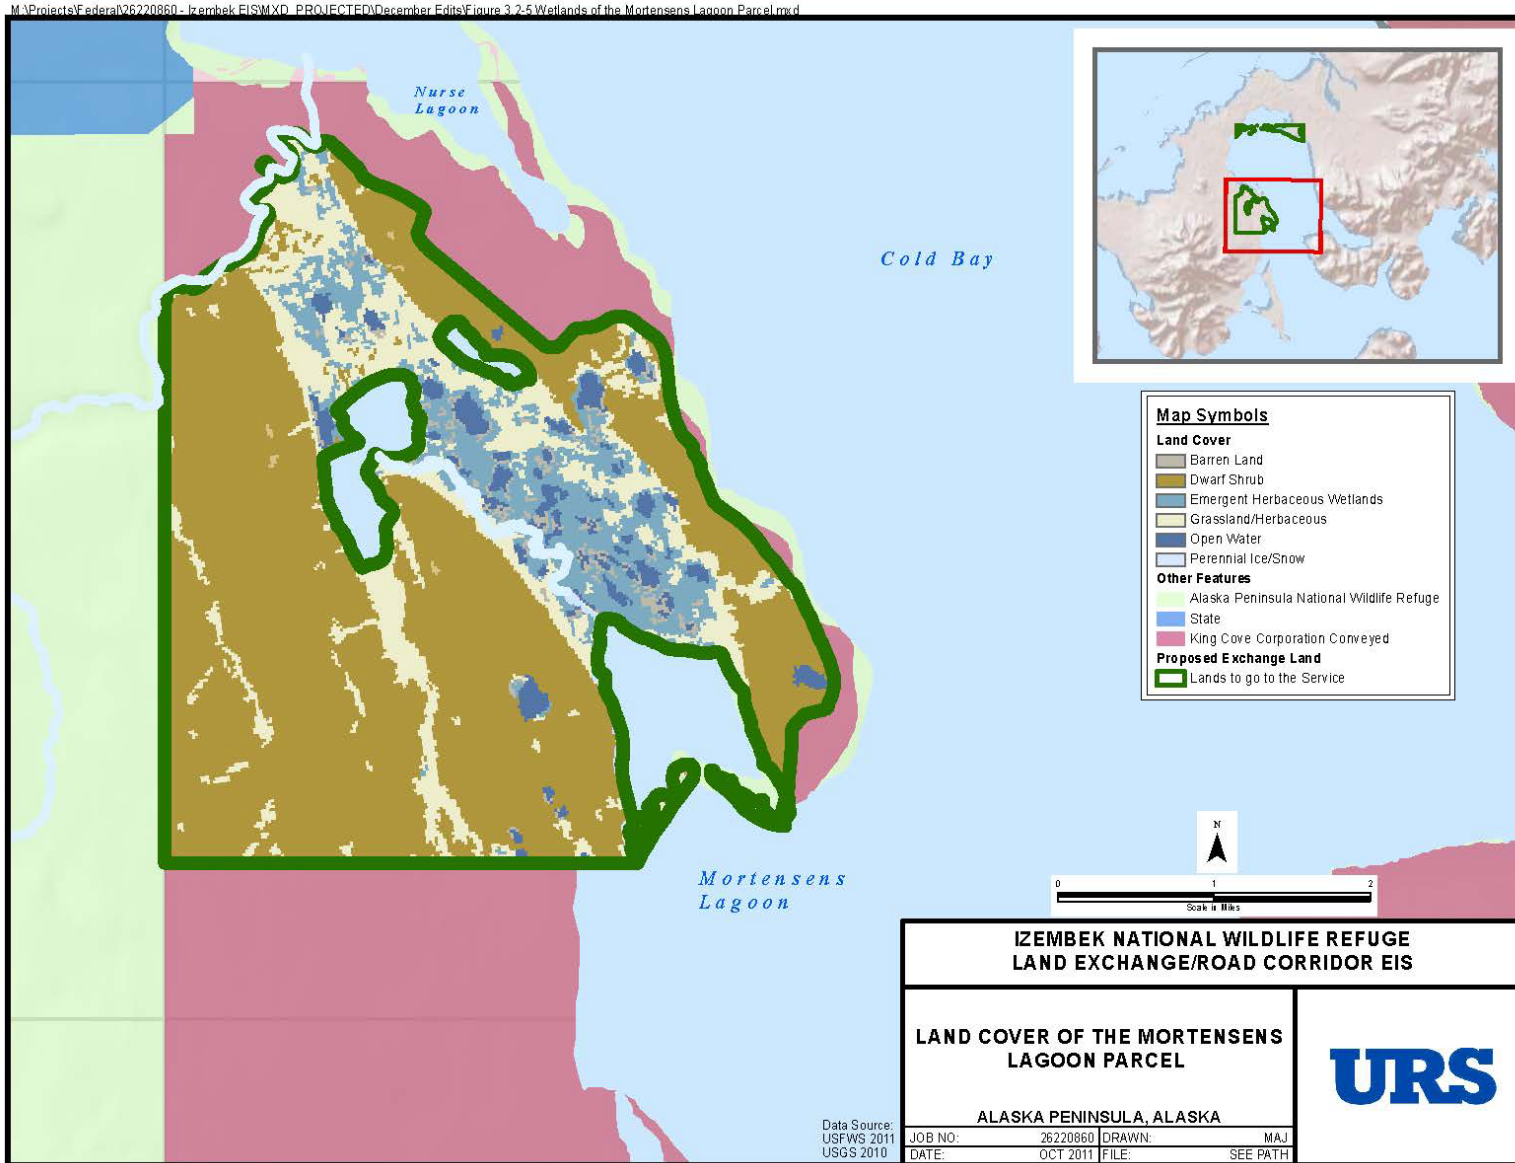 M:\Projects\Federal\26220860 - Izembek EIS\MXD_PROJECTED\December Edits\Figure 3.2-5 Wetlands of the Mortensens Lagoon Parcel.mxd
Nurse
Lagoon
Cold Bay
Map Symbols
Land Cover
Barren Land
Dwarf Shrub
Emergent Herbaceous Wetlands
Grassland/Herbaceous
Open Water
Perennial Ice/Snow
Other Features
Alaska Peninsula National Wildlife Refuge
State
King Cove Corporation Conveyed
Proposed Exchange Land
Lands to go to the Service
N
0 1 2
Scale in Miles
Mortensens
Lagoon
IZEMBEK NATIONAL WILDLIFE REFUGE
LAND EXCHANGE/ROAD CORRIDOR EIS
LAND COVER OF THE MORTENSENS
LAGOON PARCEL
ALASKA PENINSULA, ALASKA
URS
Data Source:
USFWS 2011
USGS 2010
JOB NO: 26220860 DRAWN: MAJ
DATE: OCT 2011 FILE: SEE PATH